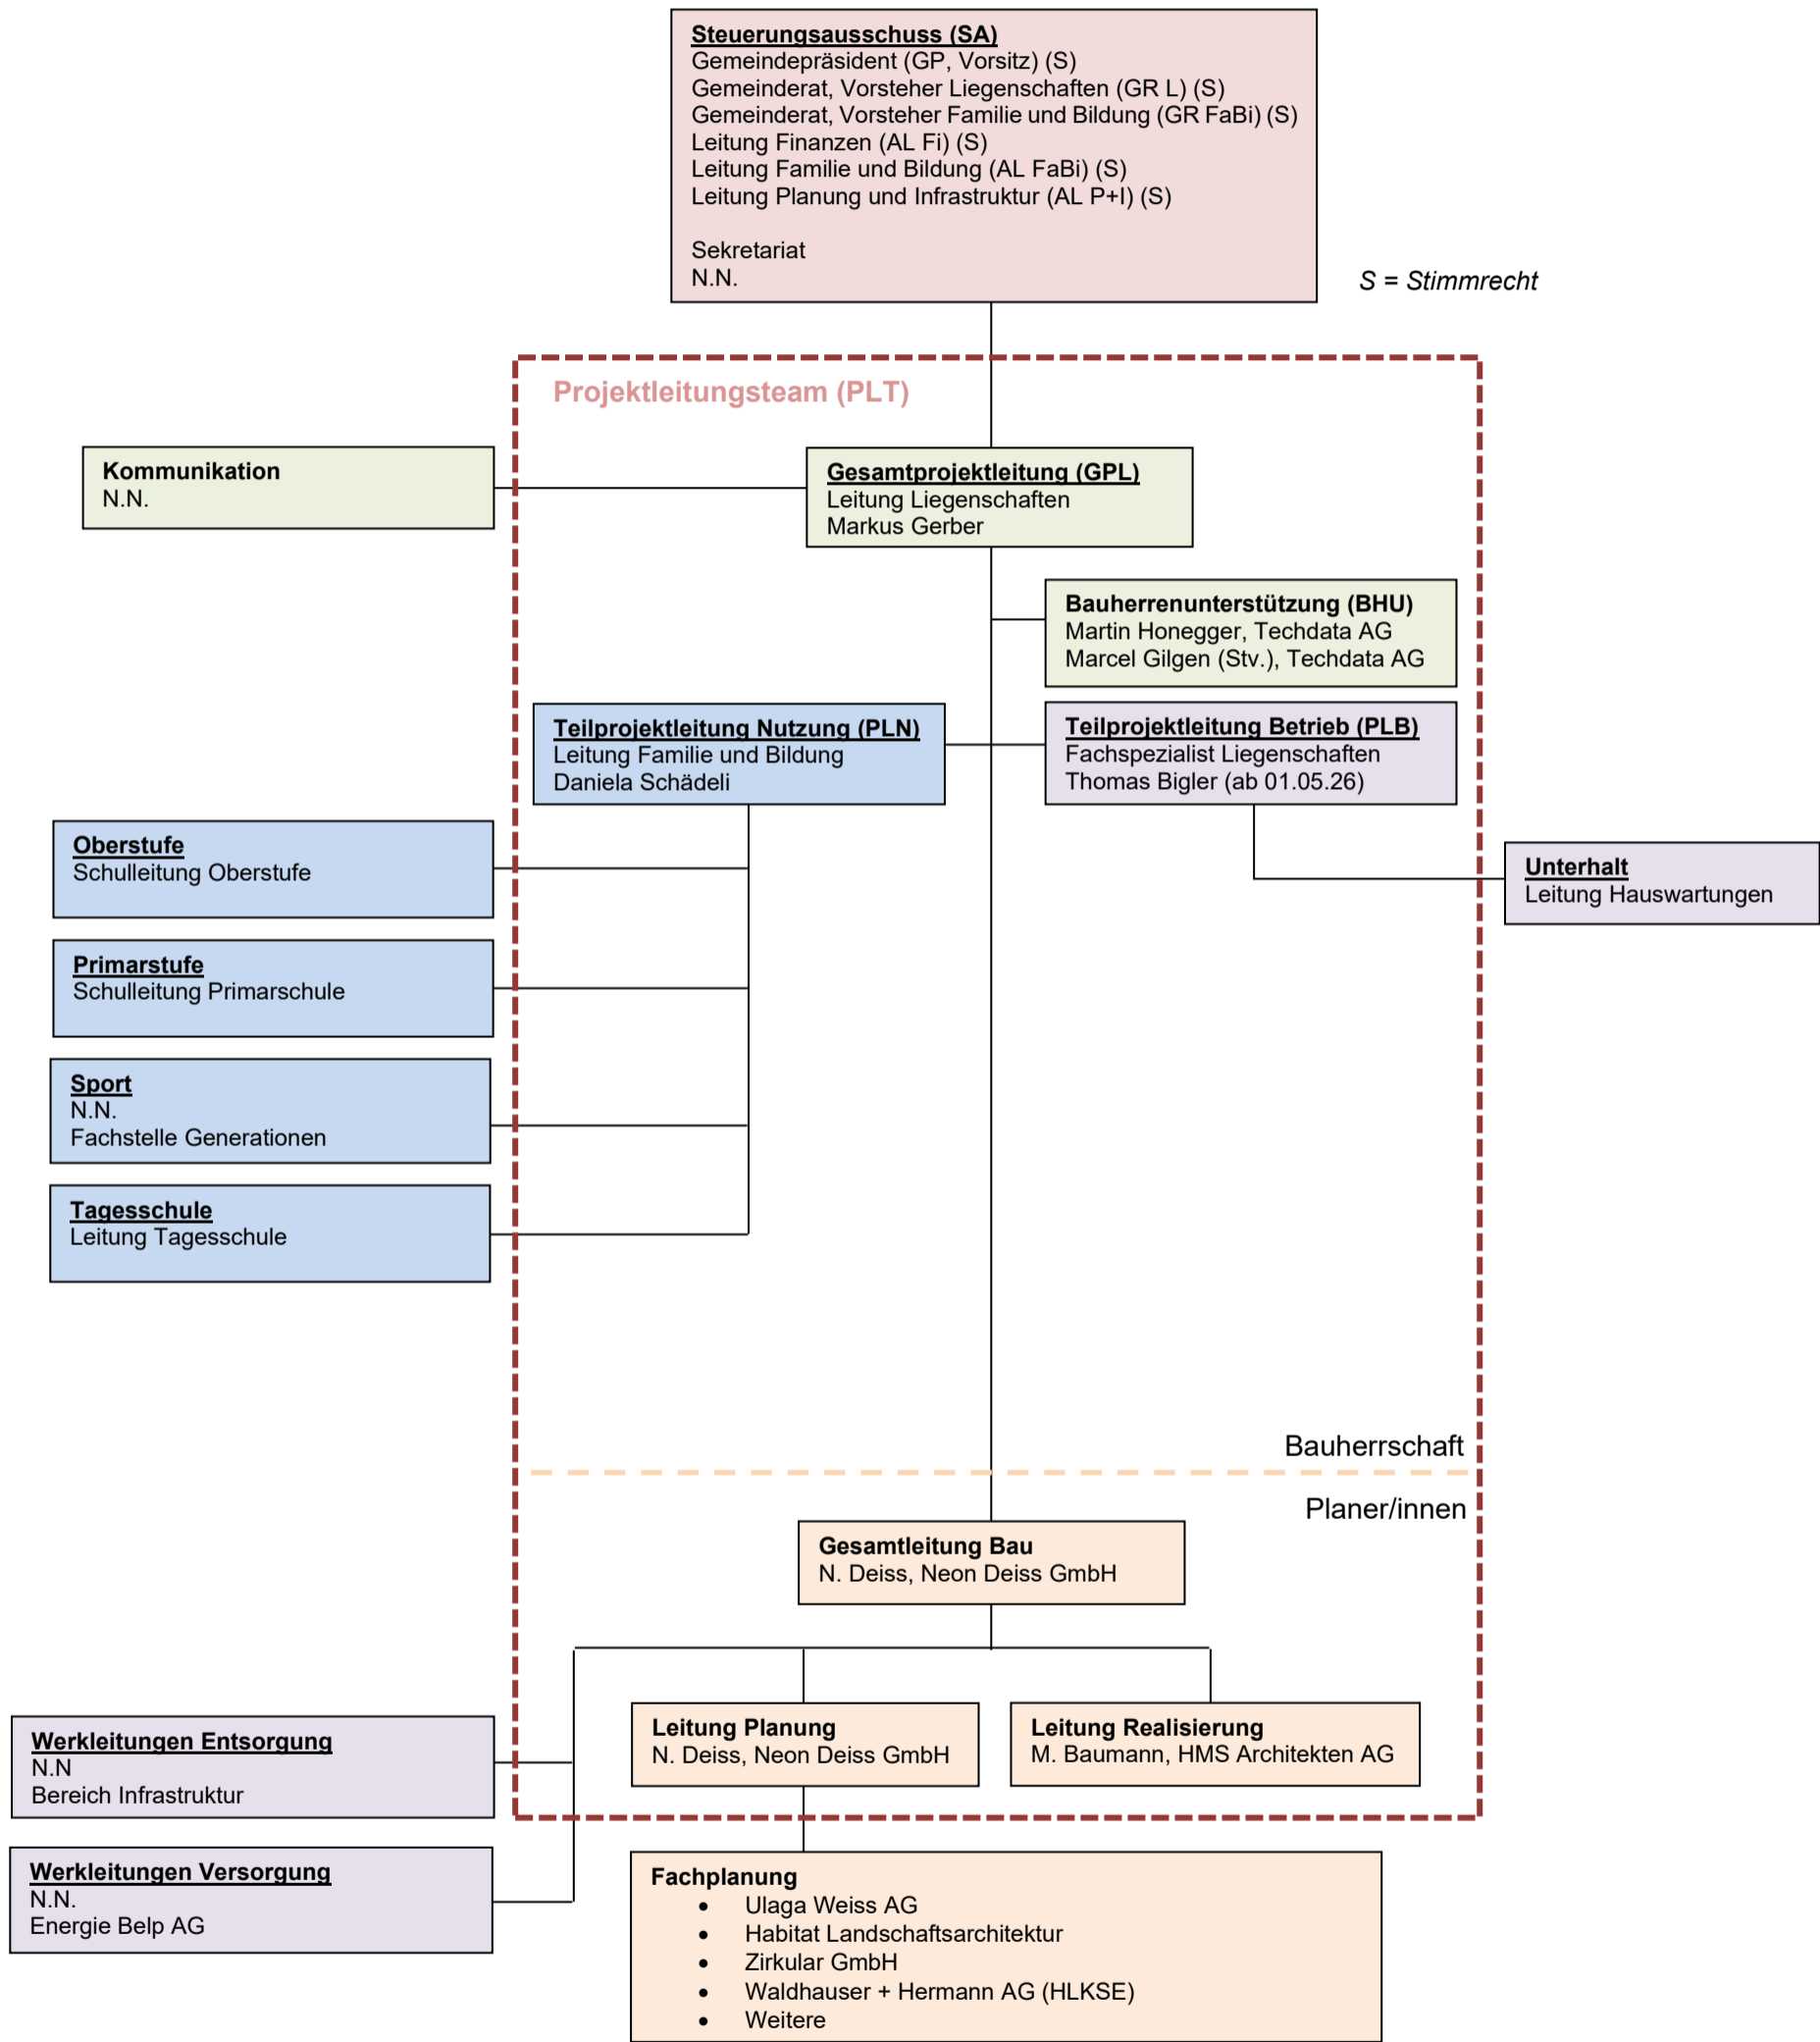 Steuerungsausschuss (SA)
Gemeindepräsident (GP, Vorsitz) (S)
Gemeinderat, Vorsteher Liegenschaften (GR L) (S)
Gemeinderat, Vorsteher Familie und Bildung (GR FaBi) (S)
Leitung Finanzen (AL Fi) (S)
Leitung Familie und Bildung (AL FaBi) (S)
Leitung Planung und Infrastruktur (AL P+I) (S)
Sekretariat
N.N.
S = Stimmrecht
Projektleitungsteam (PLT)
Kommunikation
N.N.
Gesamtprojektleitung (GPL)
Leitung Liegenschaften
Markus Gerber
Bauherrenunterstützung (BHU)
Martin Honegger, Techdata AG
Marcel Gilgen (Stv.), Techdata AG
Teilprojektleitung Nutzung (PLN)
Leitung Familie und Bildung
Daniela Schädeli
Teilprojektleitung Betrieb (PLB)
Fachspezialist Liegenschaften
Thomas Bigler (ab 01.05.26)
Oberstufe
Schulleitung Oberstufe
Unterhalt
Leitung Hauswartungen
Primarstufe
Schulleitung Primarschule
Sport
N.N.
Fachstelle Generationen
Tagesschule
Leitung Tagesschule
Bauherrschaft
Planer/innen
Gesamtleitung Bau
N. Deiss, Neon Deiss GmbH
Leitung Planung
N. Deiss, Neon Deiss GmbH
Leitung Realisierung
M. Baumann, HMS Architekten AG
Werkleitungen Entsorgung
N.N
Bereich Infrastruktur
Werkleitungen Versorgung
N.N.
Energie Belp AG
Fachplanung
• Ulaga Weiss AG
• Habitat Landschaftsarchitektur
• Zirkular GmbH
• Waldhauser + Hermann AG (HLKSE)
• Weitere